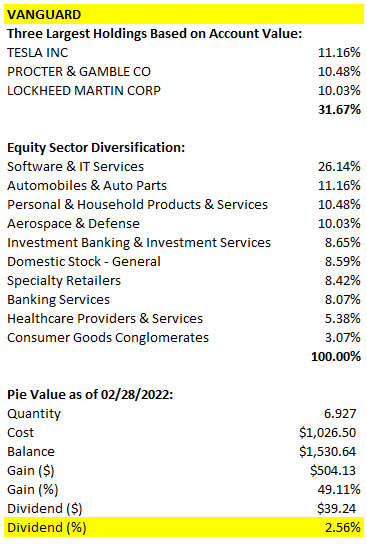 VANGUARD
Three Largest Holdings Based on Account Value:
TESLA INC 11.16%
PROCTER & GAMBLE CO 10.48%
LOCKHEED MARTIN CORP 10.03%
31.67%
Equity Sector Diversification:
Software & IT Services 26.14%
Automobiles & Auto Parts 11.16%
Personal & Household Products & Services 10.48%
Aerospace & Defense 10.03%
Investment Banking & Investment Services 8.65%
Domestic Stock - General 8.59%
Specialty Retailers 8.42%
Banking Services 8.07%
Healthcare Providers & Services 5.38%
Consumer Goods Conglomerates 3.07%
100.00%
Pie Value as of 02/28/2022:
Quantity 6.927
Cost $1,026.50
Balance $1,530.64
Gain ($) $504.13
Gain (%) 49.11%
Dividend ($) $39.24
Dividend (%) 2.56%